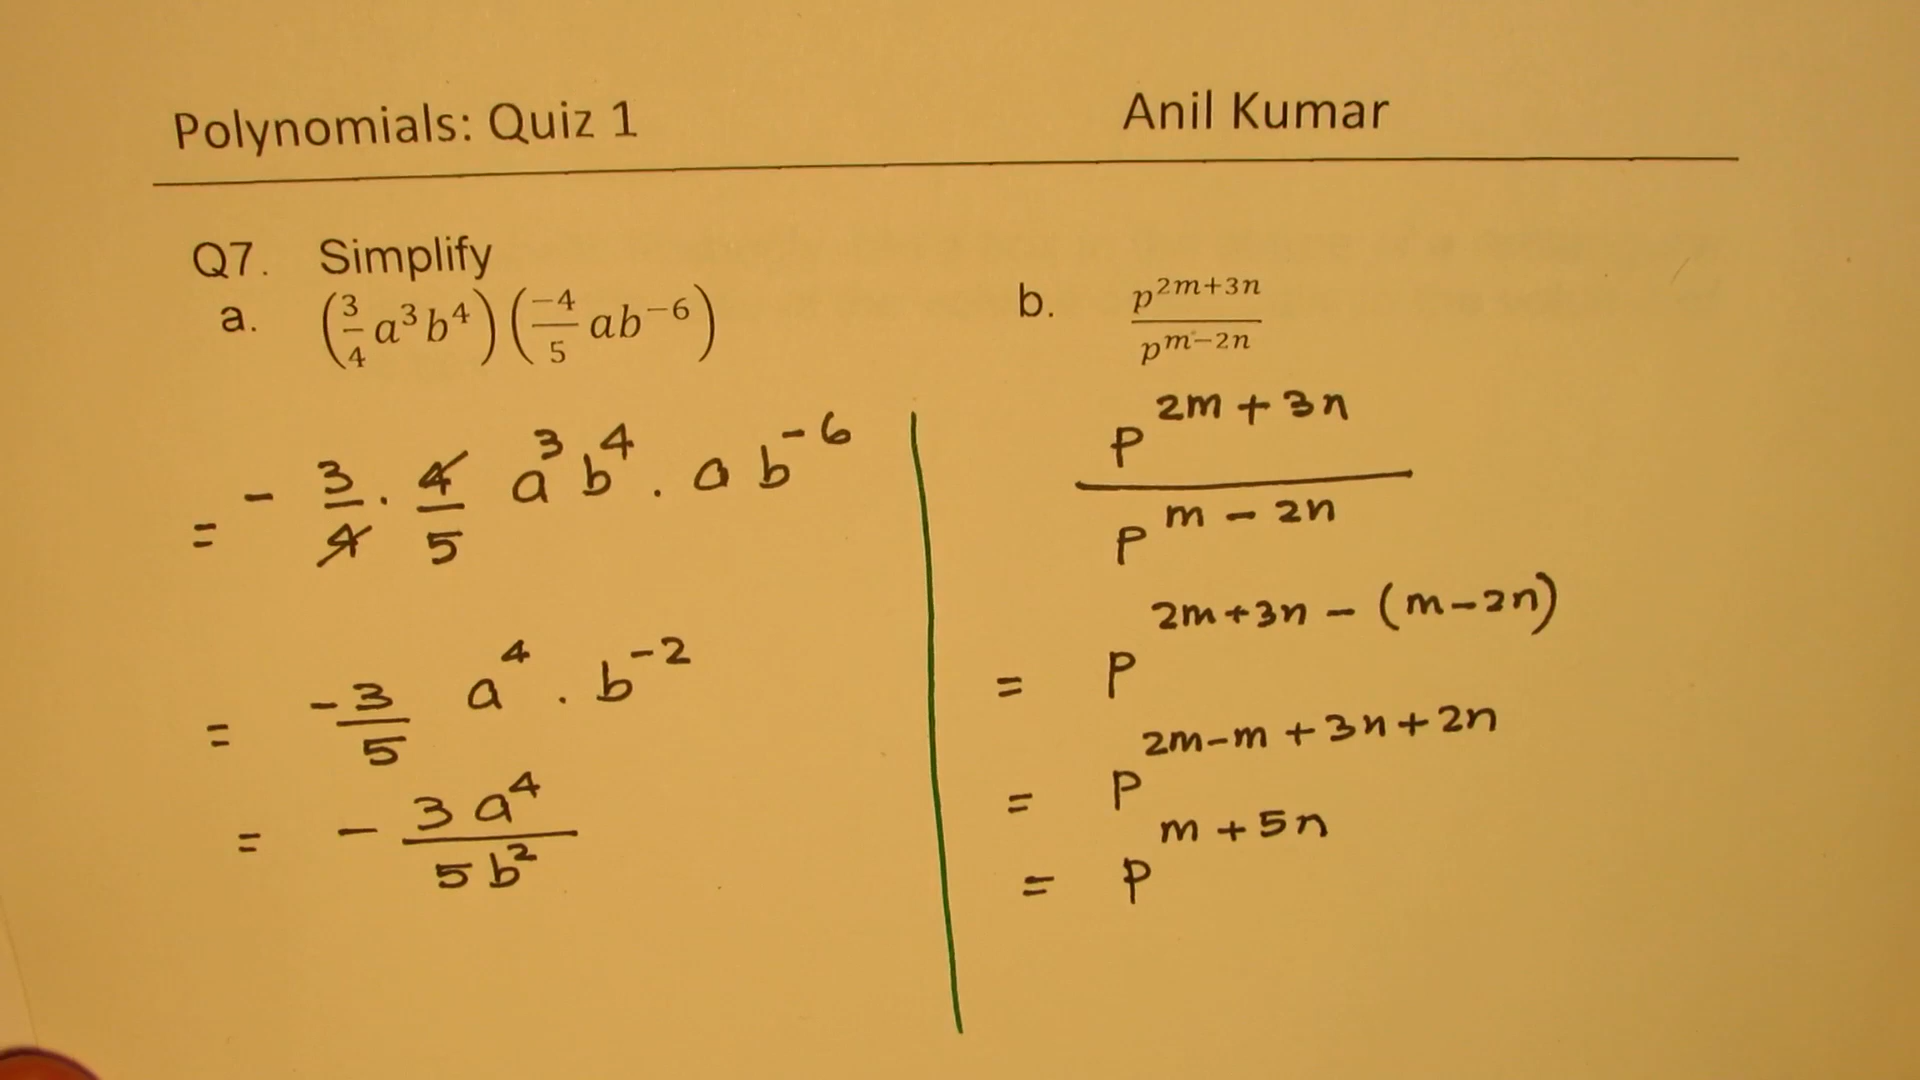 Polynomials: Quiz 1 Anil Kumar
Q7. Simplify
a. (3/4 a³b⁴)(−4/5 ab⁻⁶)
= − 3/4 · 4/5 a³ b⁴ . a b⁻⁶
= −3/5 a⁴ . b⁻²
= − 3a⁴/5b²
b. p^(2m+3n)/p^(m−2n)
p^(2m + 3n)/p^(m − 2n)
= p^(2m+3n − (m−2n))
= p^(2m−m + 3n+2n)
= p^(m + 5n)